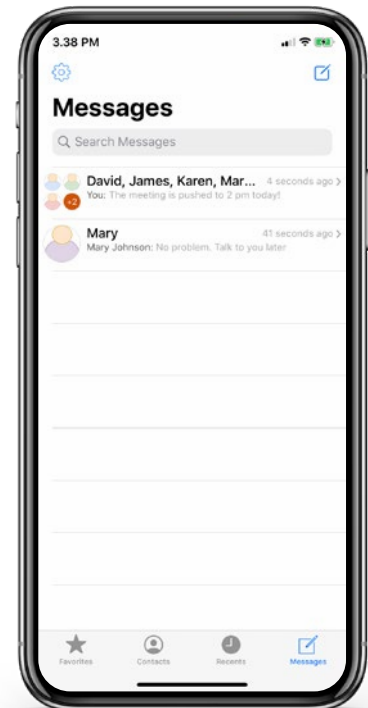 3.38 PM
Messages
Search Messages
David, James, Karen, Mar... 4 seconds ago
You: The meeting is pushed to 2 pm today!
+2
Mary 41 seconds ago
Mary Johnson: No problem. Talk to you later
Favorites Contacts Recents Messages